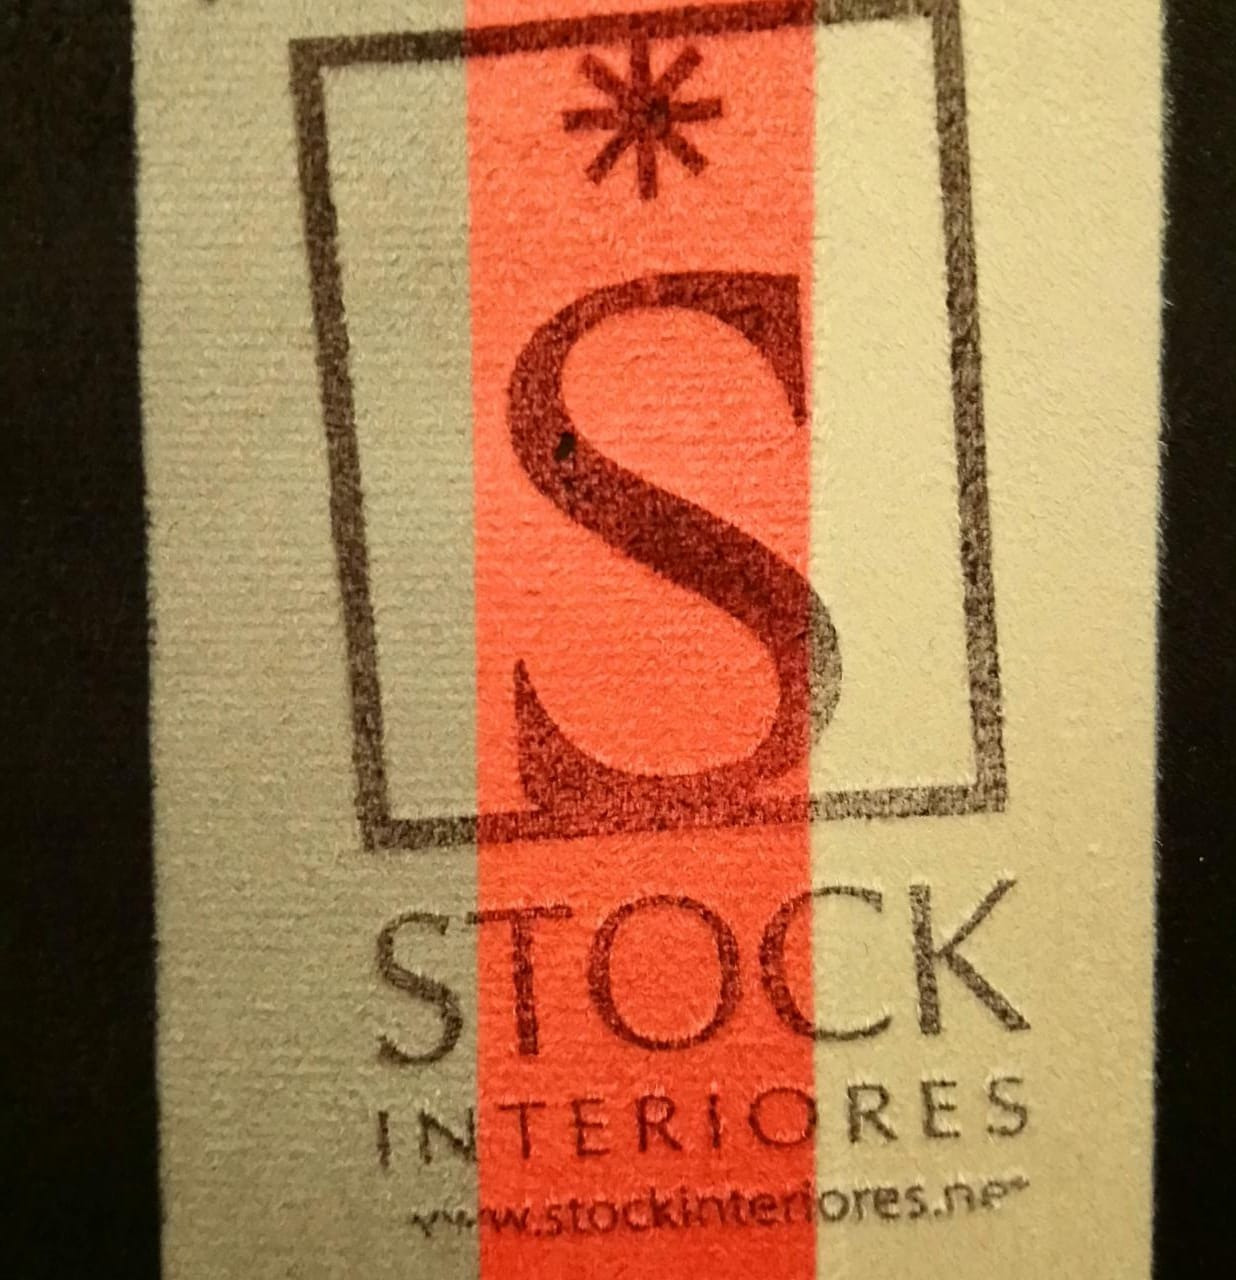 *
S
STOCK
INTERIORES
www.stockinteriores.net